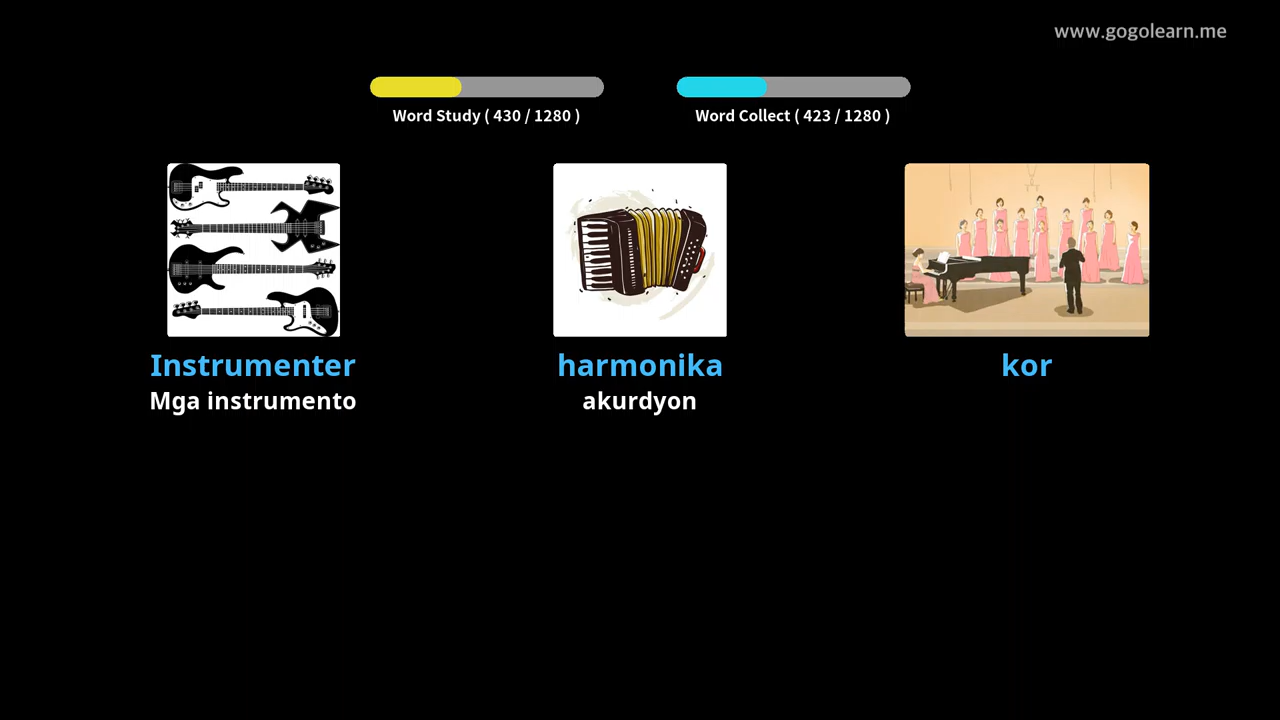 www.gogolearn.me
Word Study ( 430 / 1280 )
Word Collect ( 423 / 1280 )
Instrumenter
Mga instrumento
harmonika
akurdyon
kor